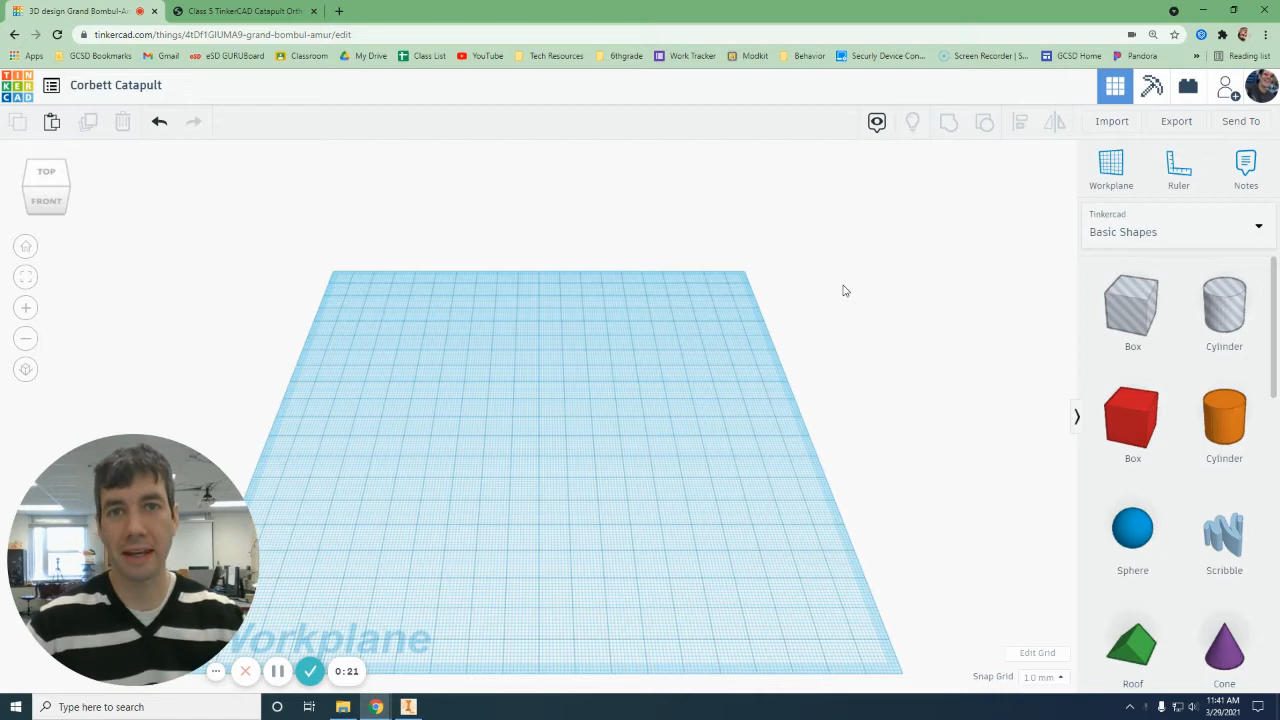 3D design Grand Bombul-Am
Class 5 TinkerCAD Catapult Orth
tinkercad.com/things/4tDf1GIUMA9-grand-bombul-amur/edit
Apps
Gmail
eSD GURUBoard
Classroom
My Drive
Class List
YouTube
Tech Resources
6thgrade
Work Tracker
Modkit
Behavior
Securly Device Con...
Screen Recorder | S...
GCSD Home
Pandora
»
Reading list
TIN
KER
CAD
Corbett Catapult
Import
Export
Send To
TOP
FRONT
Workplane
Ruler
Notes
Tinkercad
Basic Shapes
Box
Cylinder
Box
Cylinder
Sphere
Scribble
Roof
Cone
Workplane
0:21
Edit Grid
Snap Grid
1.0 mm
Type here to search
11:41 AM
3/29/2021